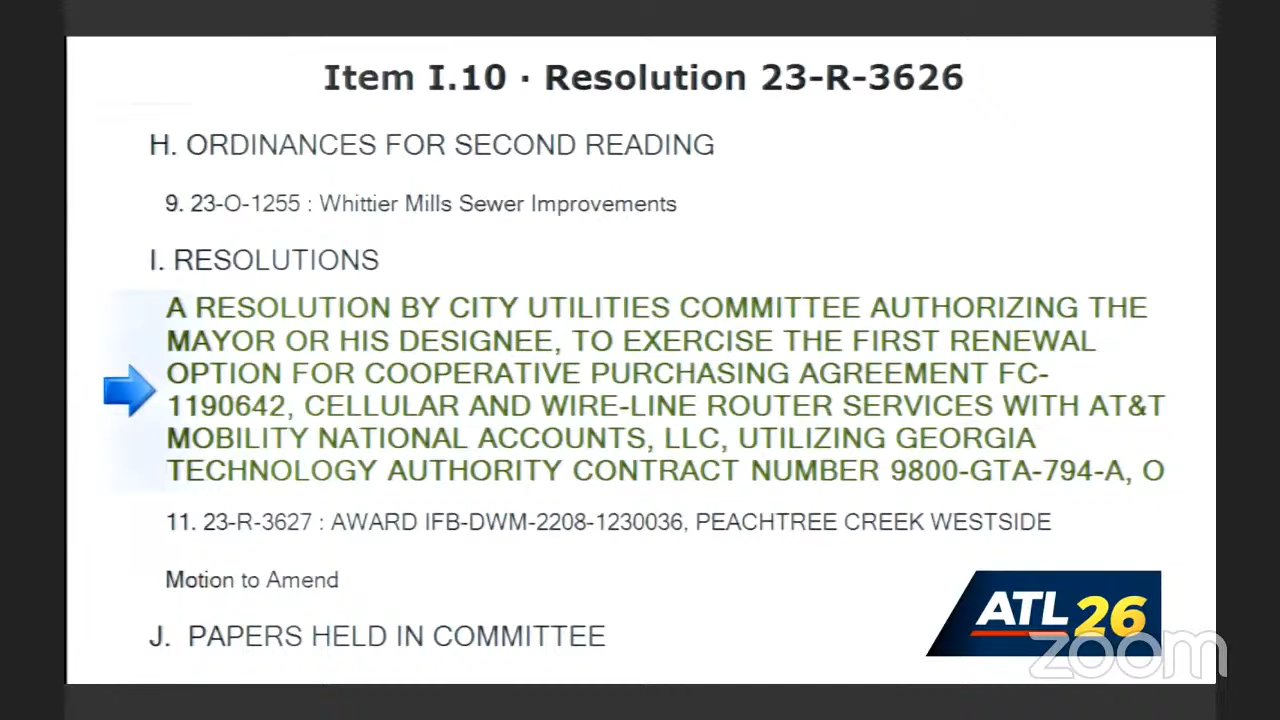 Item I.10 · Resolution 23-R-3626
H. ORDINANCES FOR SECOND READING
9. 23-O-1255 : Whittier Mills Sewer Improvements
I. RESOLUTIONS
A RESOLUTION BY CITY UTILITIES COMMITTEE AUTHORIZING THE
MAYOR OR HIS DESIGNEE, TO EXERCISE THE FIRST RENEWAL
OPTION FOR COOPERATIVE PURCHASING AGREEMENT FC-
1190642, CELLULAR AND WIRE-LINE ROUTER SERVICES WITH AT&T
MOBILITY NATIONAL ACCOUNTS, LLC, UTILIZING GEORGIA
TECHNOLOGY AUTHORITY CONTRACT NUMBER 9800-GTA-794-A, O
11. 23-R-3627 : AWARD IFB-DWM-2208-1230036, PEACHTREE CREEK WESTSIDE
Motion to Amend
J. PAPERS HELD IN COMMITTEE
ATL 26
zoom